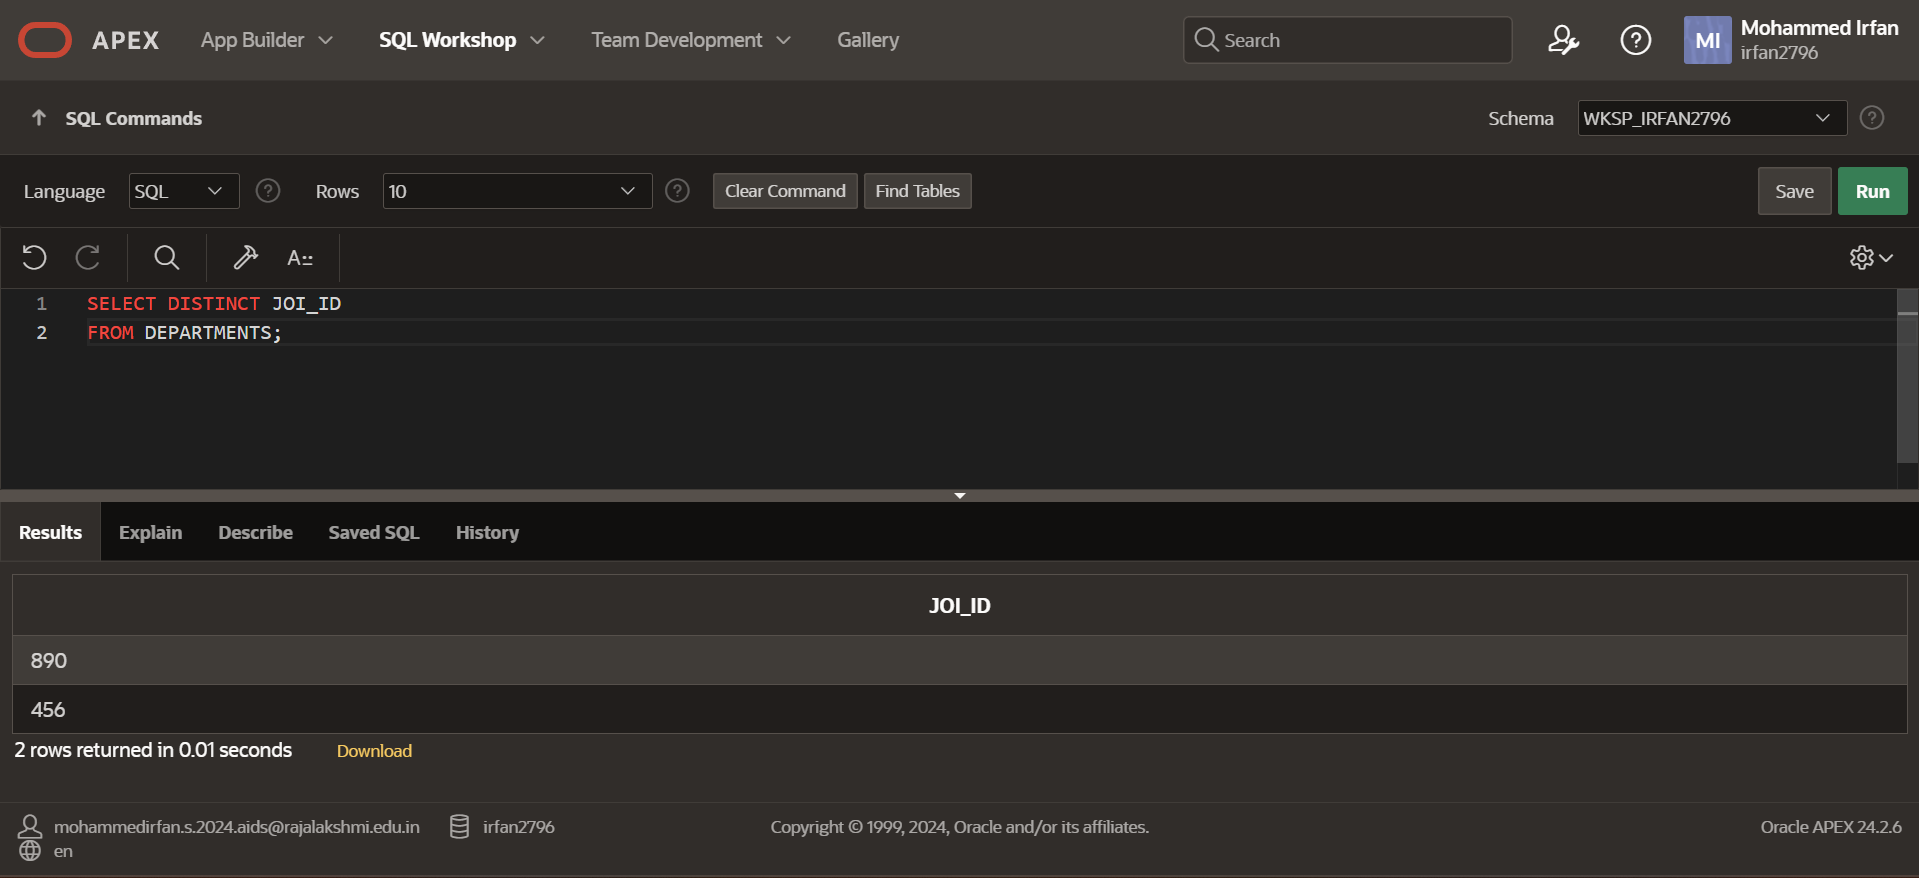 APEX App Builder SQL Workshop Team Development Gallery Search ? MI Mohammed Irfan
irfan2796
SQL Commands Schema WKSP_IRFAN2796 ?
Language SQL ? Rows 10 ? Clear Command Find Tables Save Run
A::
1 SELECT DISTINCT JOI_ID
2 FROM DEPARTMENTS;
Results Explain Describe Saved SQL History
JOI_ID
890
456
2 rows returned in 0.01 seconds Download
mohammedirfan.s.2024.aids@rajalakshmi.edu.in irfan2796 Copyright © 1999, 2024, Oracle and/or its affiliates. Oracle APEX 24.2.6
en